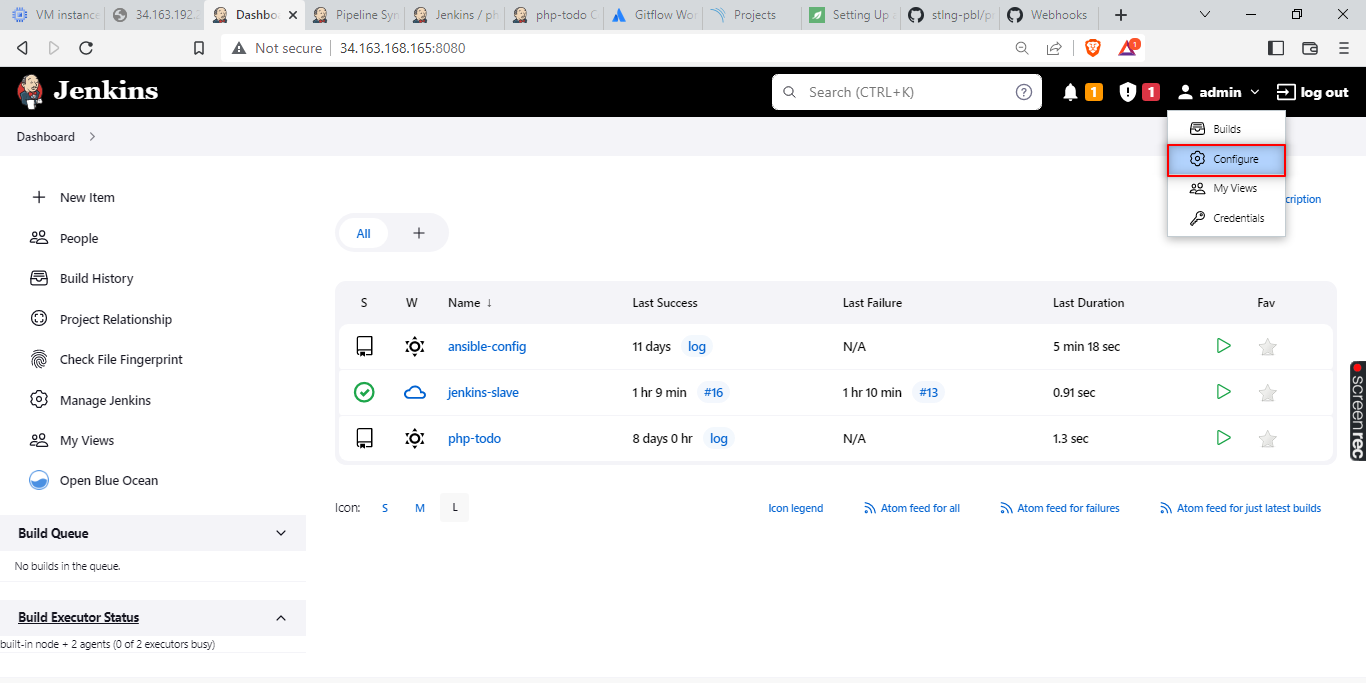 VM instance
34.163.192.2
Dashbo
Pipeline Syn
Jenkins / ph
php-todo C
Gitflow Wor
Projects
Setting Up a
stlng-pbl/p
Webhooks
Not secure
34.163.168.165:8080
1
Jenkins
Search (CTRL+K)
1
1
admin
log out
Dashboard
Builds
Configure
My Views
Credentials
cription
New Item
People
Build History
Project Relationship
Check File Fingerprint
Manage Jenkins
My Views
Open Blue Ocean
All
S W Name ↓ Last Success Last Failure Last Duration Fav
ansible-config 11 days log N/A 5 min 18 sec
jenkins-slave 1 hr 9 min #16 1 hr 10 min #13 0.91 sec
php-todo 8 days 0 hr log N/A 1.3 sec
Icon: S M L
Icon legend
Atom feed for all
Atom feed for failures
Atom feed for just latest builds
Build Queue
No builds in the queue.
Build Executor Status
built-in node + 2 agents (0 of 2 executors busy)
screenrec